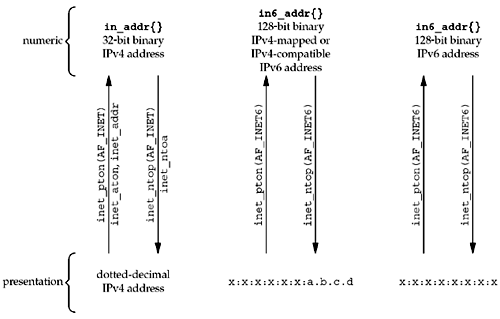 in_addr{}
32-bit binary
IPv4 address
numeric
in6_addr{}
128-bit binary
IPv4-mapped or
IPv4-compatible
IPv6 address
in6_addr{}
128-bit binary
IPv6 address
inet_pton(AF_INET)
inet_aton, inet_addr
inet_ntop(AF_INET)
inet_ntoa
inet_pton(AF_INET6)
inet_ntop(AF_INET6)
inet_pton(AF_INET6)
inet_ntop(AF_INET6)
presentation
dotted-decimal
IPv4 address
x:x:x:x:x:x:a.b.c.d
x:x:x:x:x:x:x:x